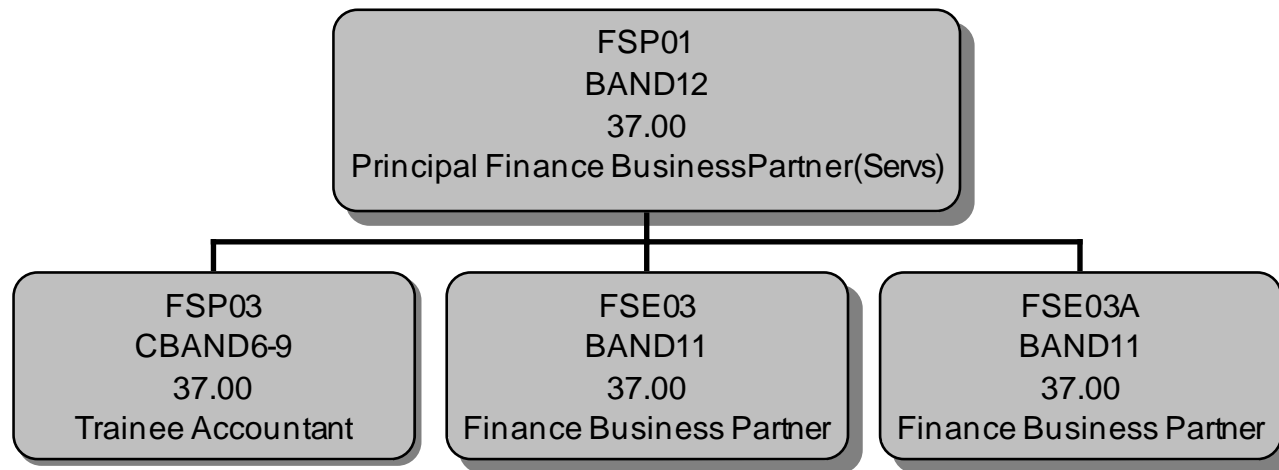 FSP01
BAND12
37.00
Principal Finance BusinessPartner(Servs)
FSP03
CBAND6-9
37.00
Trainee Accountant
FSE03
BAND11
37.00
Finance Business Partner
FSE03A
BAND11
37.00
Finance Business Partner